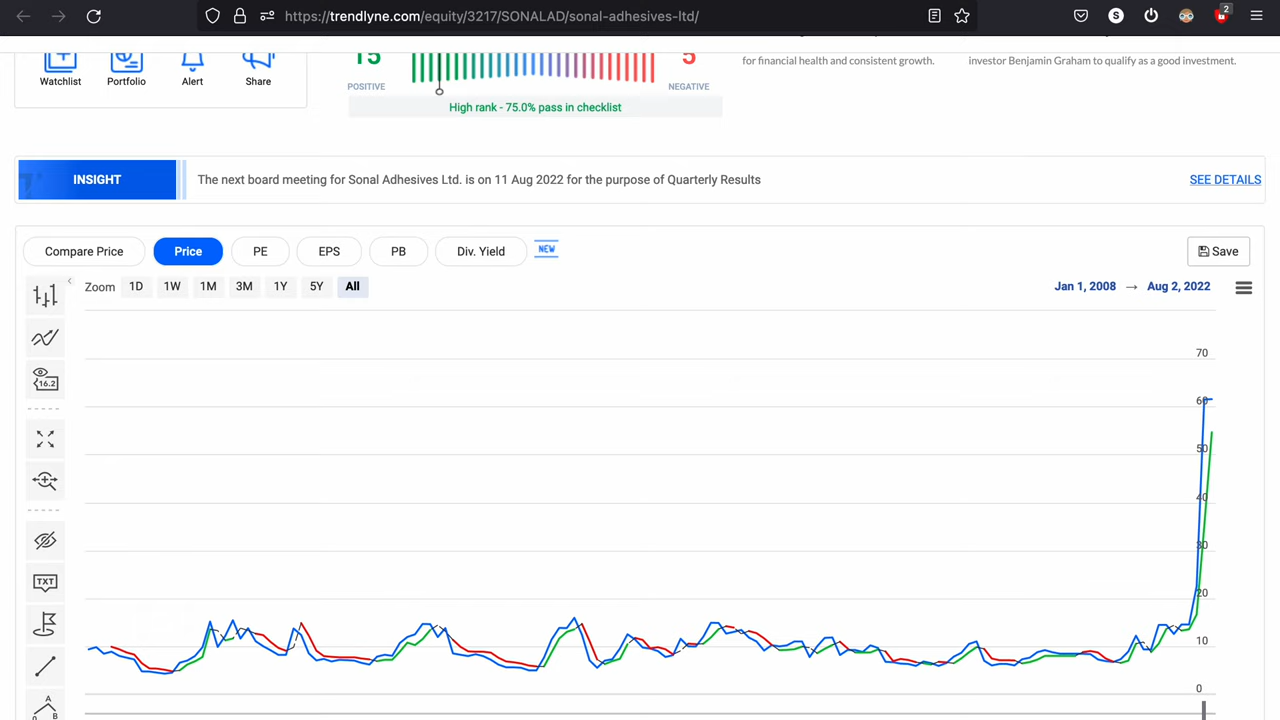 https://trendlyne.com/equity/3217/SONALAD/sonal-adhesives-ltd/
S
2
15
5
for financial health and consistent growth.
investor Benjamin Graham to qualify as a good investment.
Watchlist
Portfolio
Alert
Share
POSITIVE
NEGATIVE
High rank - 75.0% pass in checklist
INSIGHT
The next board meeting for Sonal Adhesives Ltd. is on 11 Aug 2022 for the purpose of Quarterly Results
SEE DETAILS
Compare Price
Price
PE
EPS
PB
Div. Yield
NEW
Save
Zoom 1D 1W 1M 3M 1Y 5Y All
Jan 1, 2008 → Aug 2, 2022
70
16.2
60
50
40
30
TXT
20
10
0
A
B